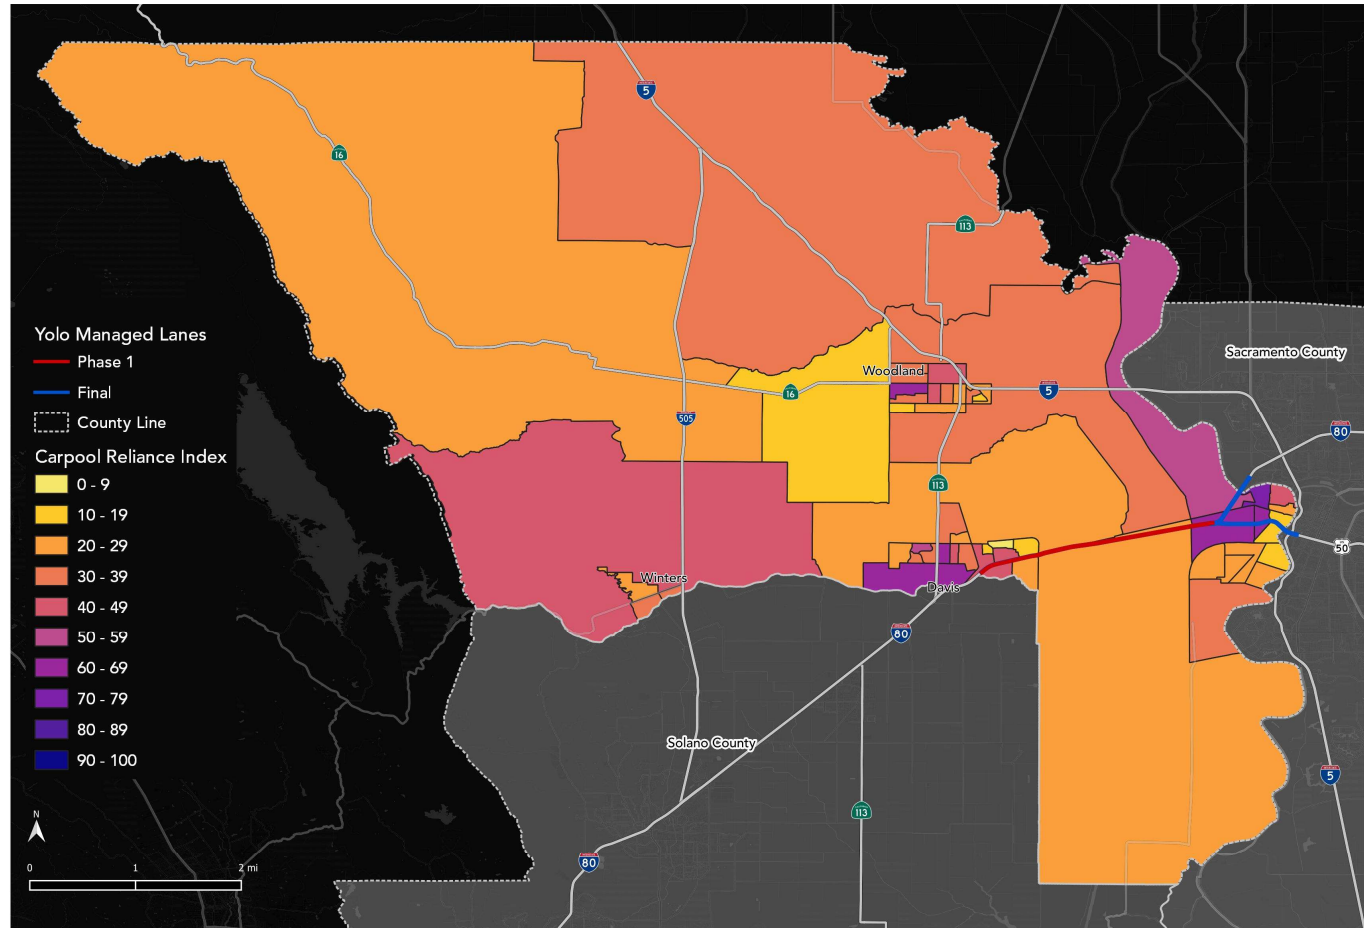 5
16
113
Sacramento County
Yolo Managed Lanes
Phase 1
Final
County Line
Woodland
16
5
505
80
Carpool Reliance Index
0 - 9
10 - 19
20 - 29
30 - 39
40 - 49
50 - 59
60 - 69
70 - 79
80 - 89
90 - 100
113
50
Winters
Davis
80
Solano County
5
N
113
0 1 2 mi
80